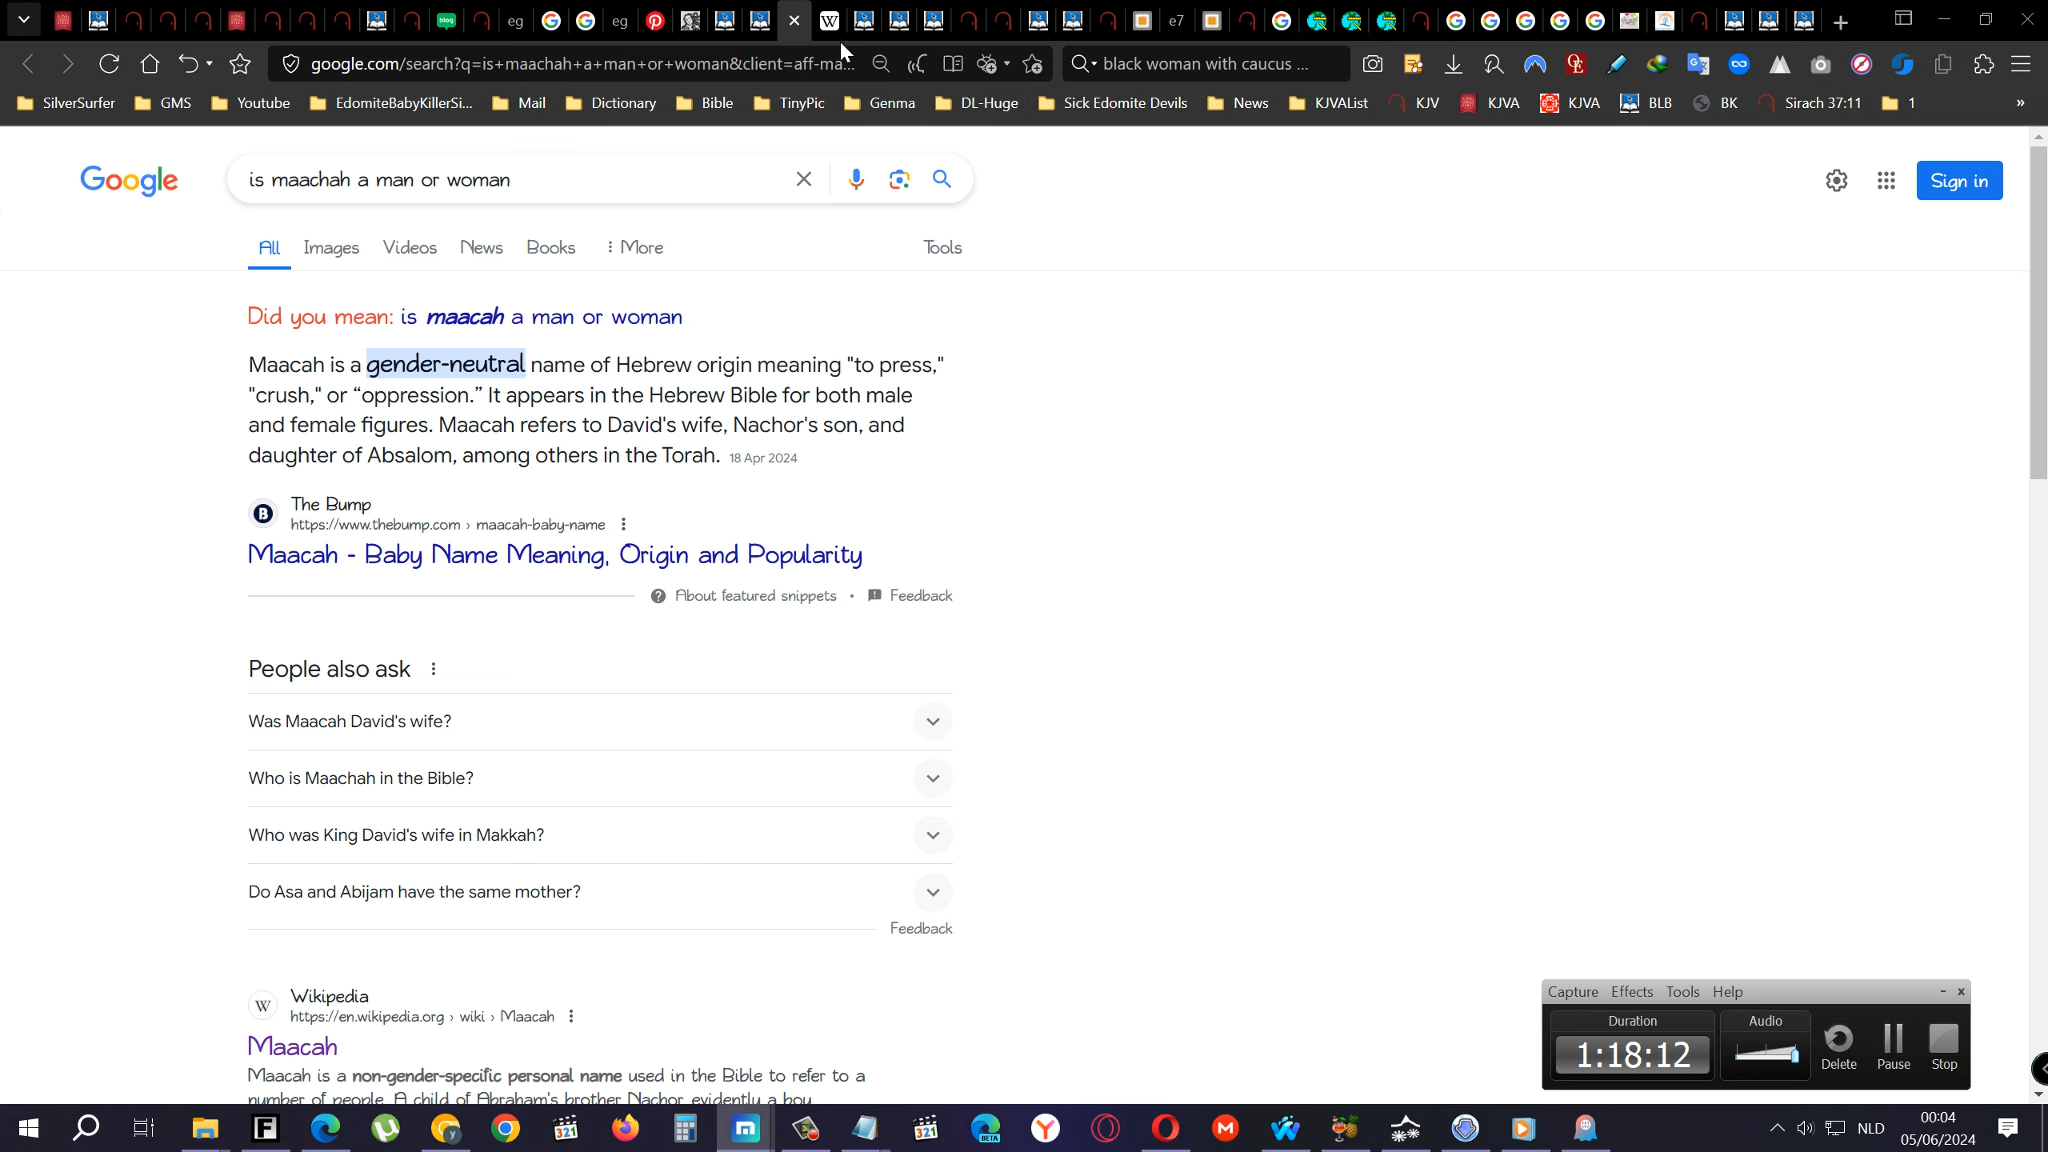 eg
eg
e7
google.com/search?q=is+maachah+a+man+or+woman&client=aff-ma...
black woman with caucus ...
SilverSurfer
GMS
Youtube
EdomiteBabyKillerSi...
Mail
Dictionary
Bible
TinyPic
Genma
DL-Huge
Sick Edomite Devils
News
KJVAList
KJV
KJVA
KJVA
BLB
BK
Sirach 37:11
1
Google
is maachah a man or woman
Sign in
All
Images
Videos
News
Books
More
Tools
Did you mean: is maacah a man or woman
Maacah is a gender-neutral name of Hebrew origin meaning "to press,"
"crush," or “oppression.” It appears in the Hebrew Bible for both male
and female figures. Maacah refers to David's wife, Nachor's son, and
daughter of Absalom, among others in the Torah. 18 Apr 2024
The Bump
https://www.thebump.com › maacah-baby-name
Maacah - Baby Name Meaning, Origin and Popularity
About featured snippets • Feedback
People also ask
Was Maacah David's wife?
Who is Maachah in the Bible?
Who was King David's wife in Makkah?
Do Asa and Abijam have the same mother?
Feedback
Wikipedia
https://en.wikipedia.org › wiki › Maacah
Maacah
Maacah is a non-gender-specific personal name used in the Bible to refer to a
number of people. A child of Abraham's brother Nachor, evidently a boy.
Capture Effects Tools Help
Duration
Audio
1:18:12
Delete
Pause
Stop
NLD
00:04
05/06/2024